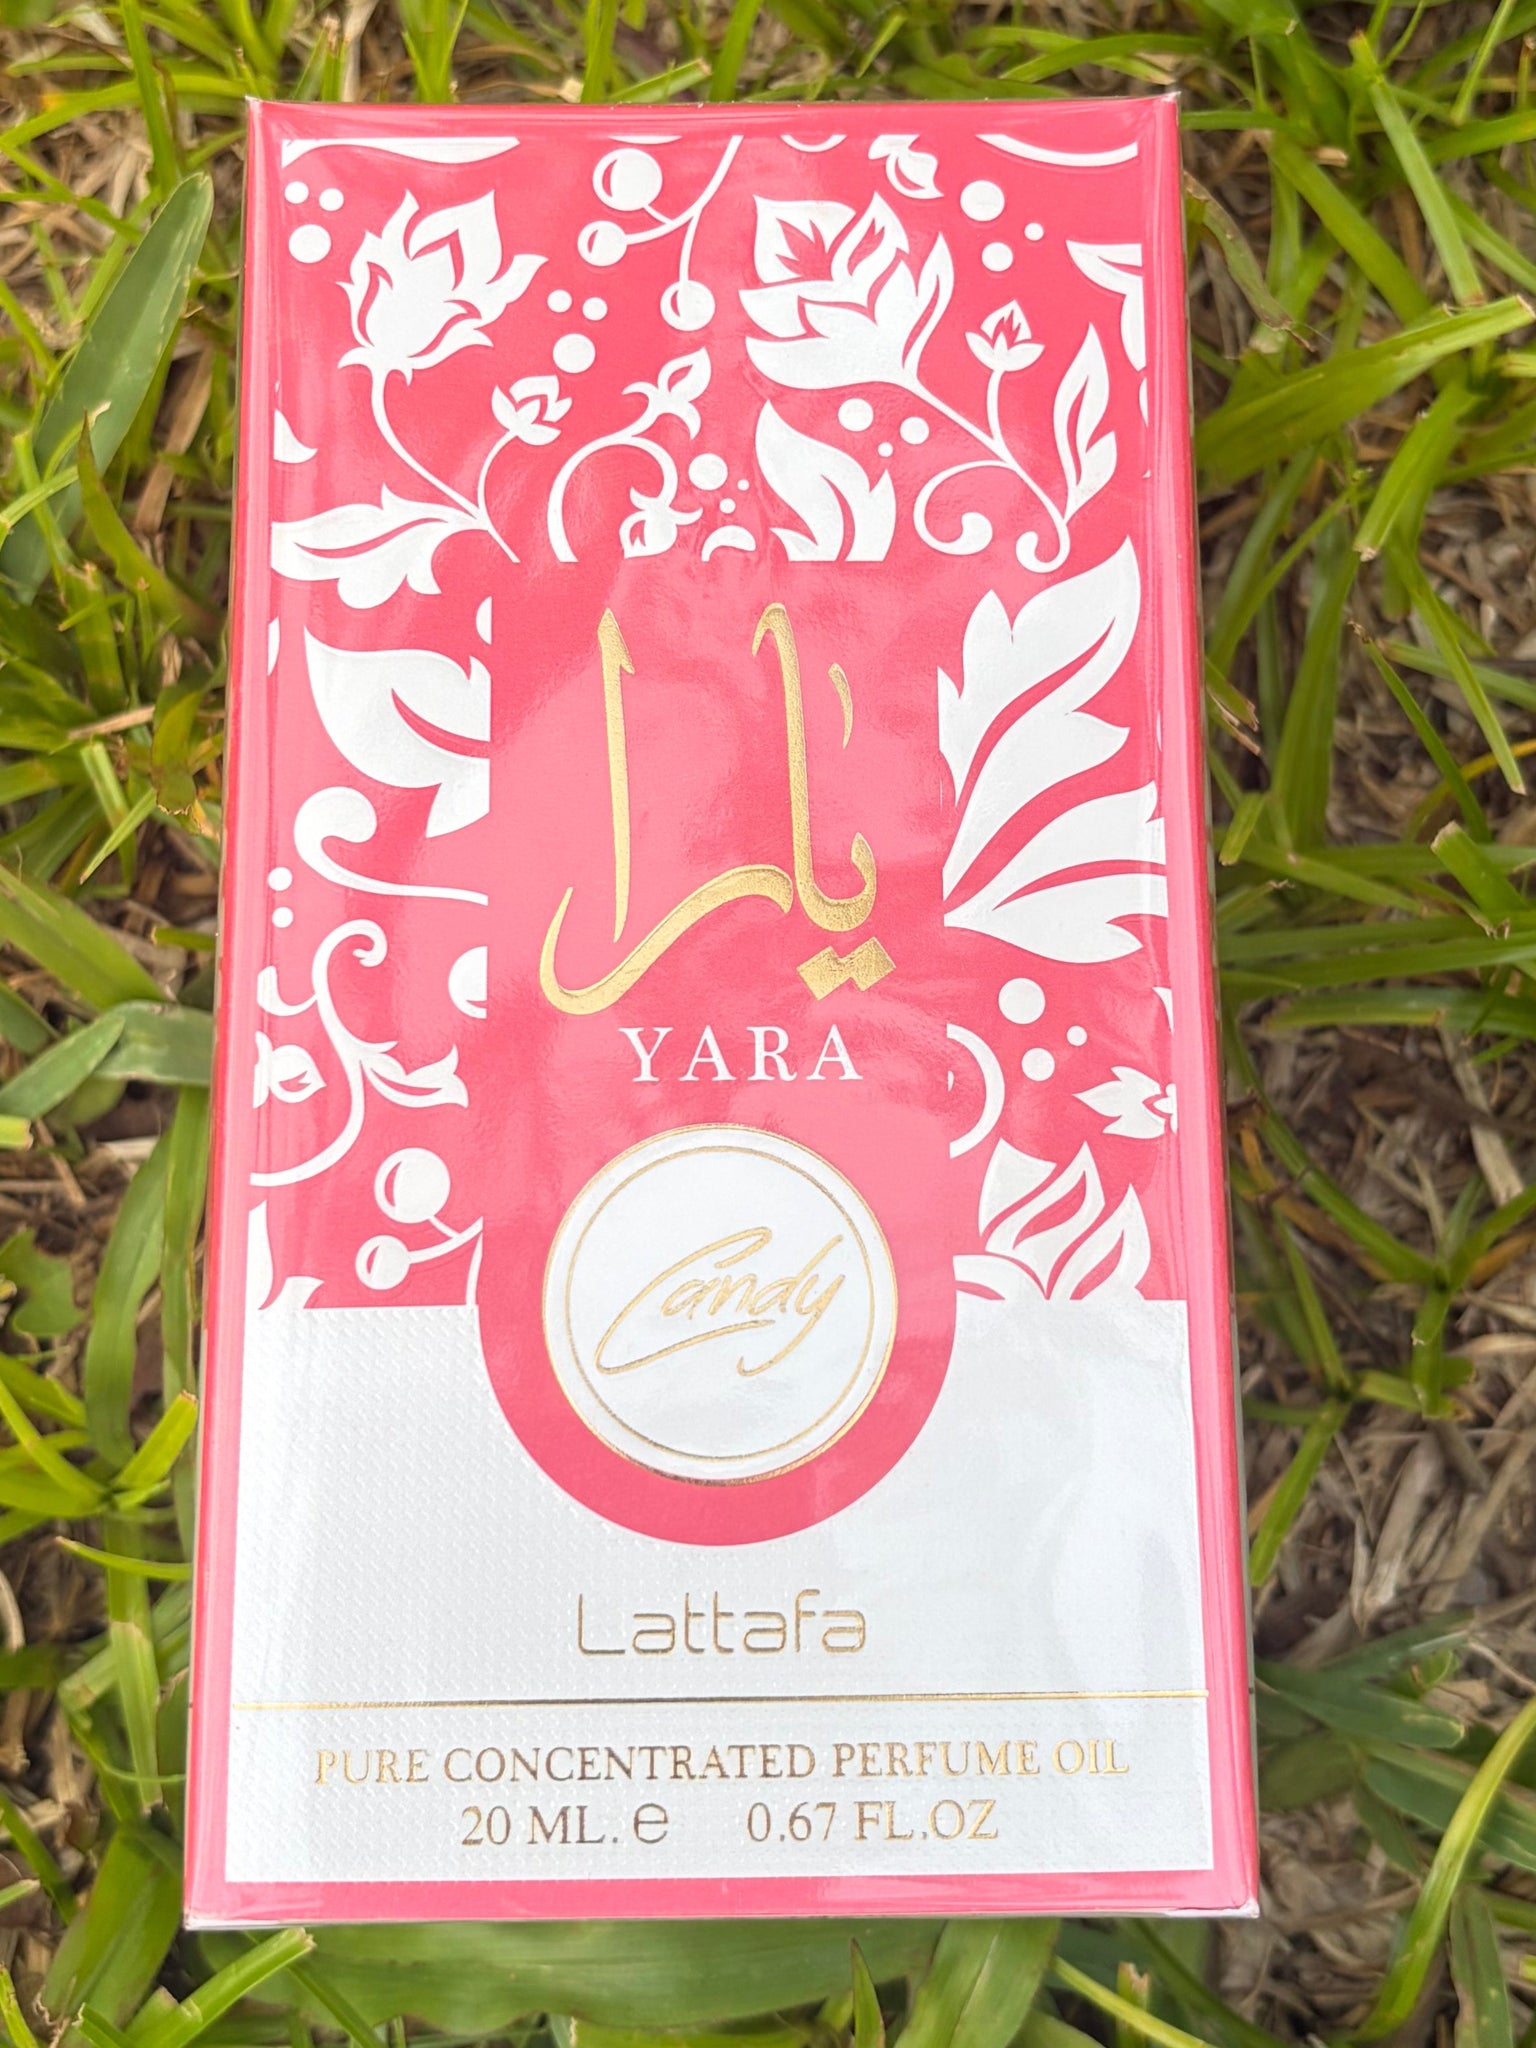 يارا
YARA
Candy
Lattafa
PURE CONCENTRATED PERFUME OIL
20 ML. e 0.67 FL.OZ